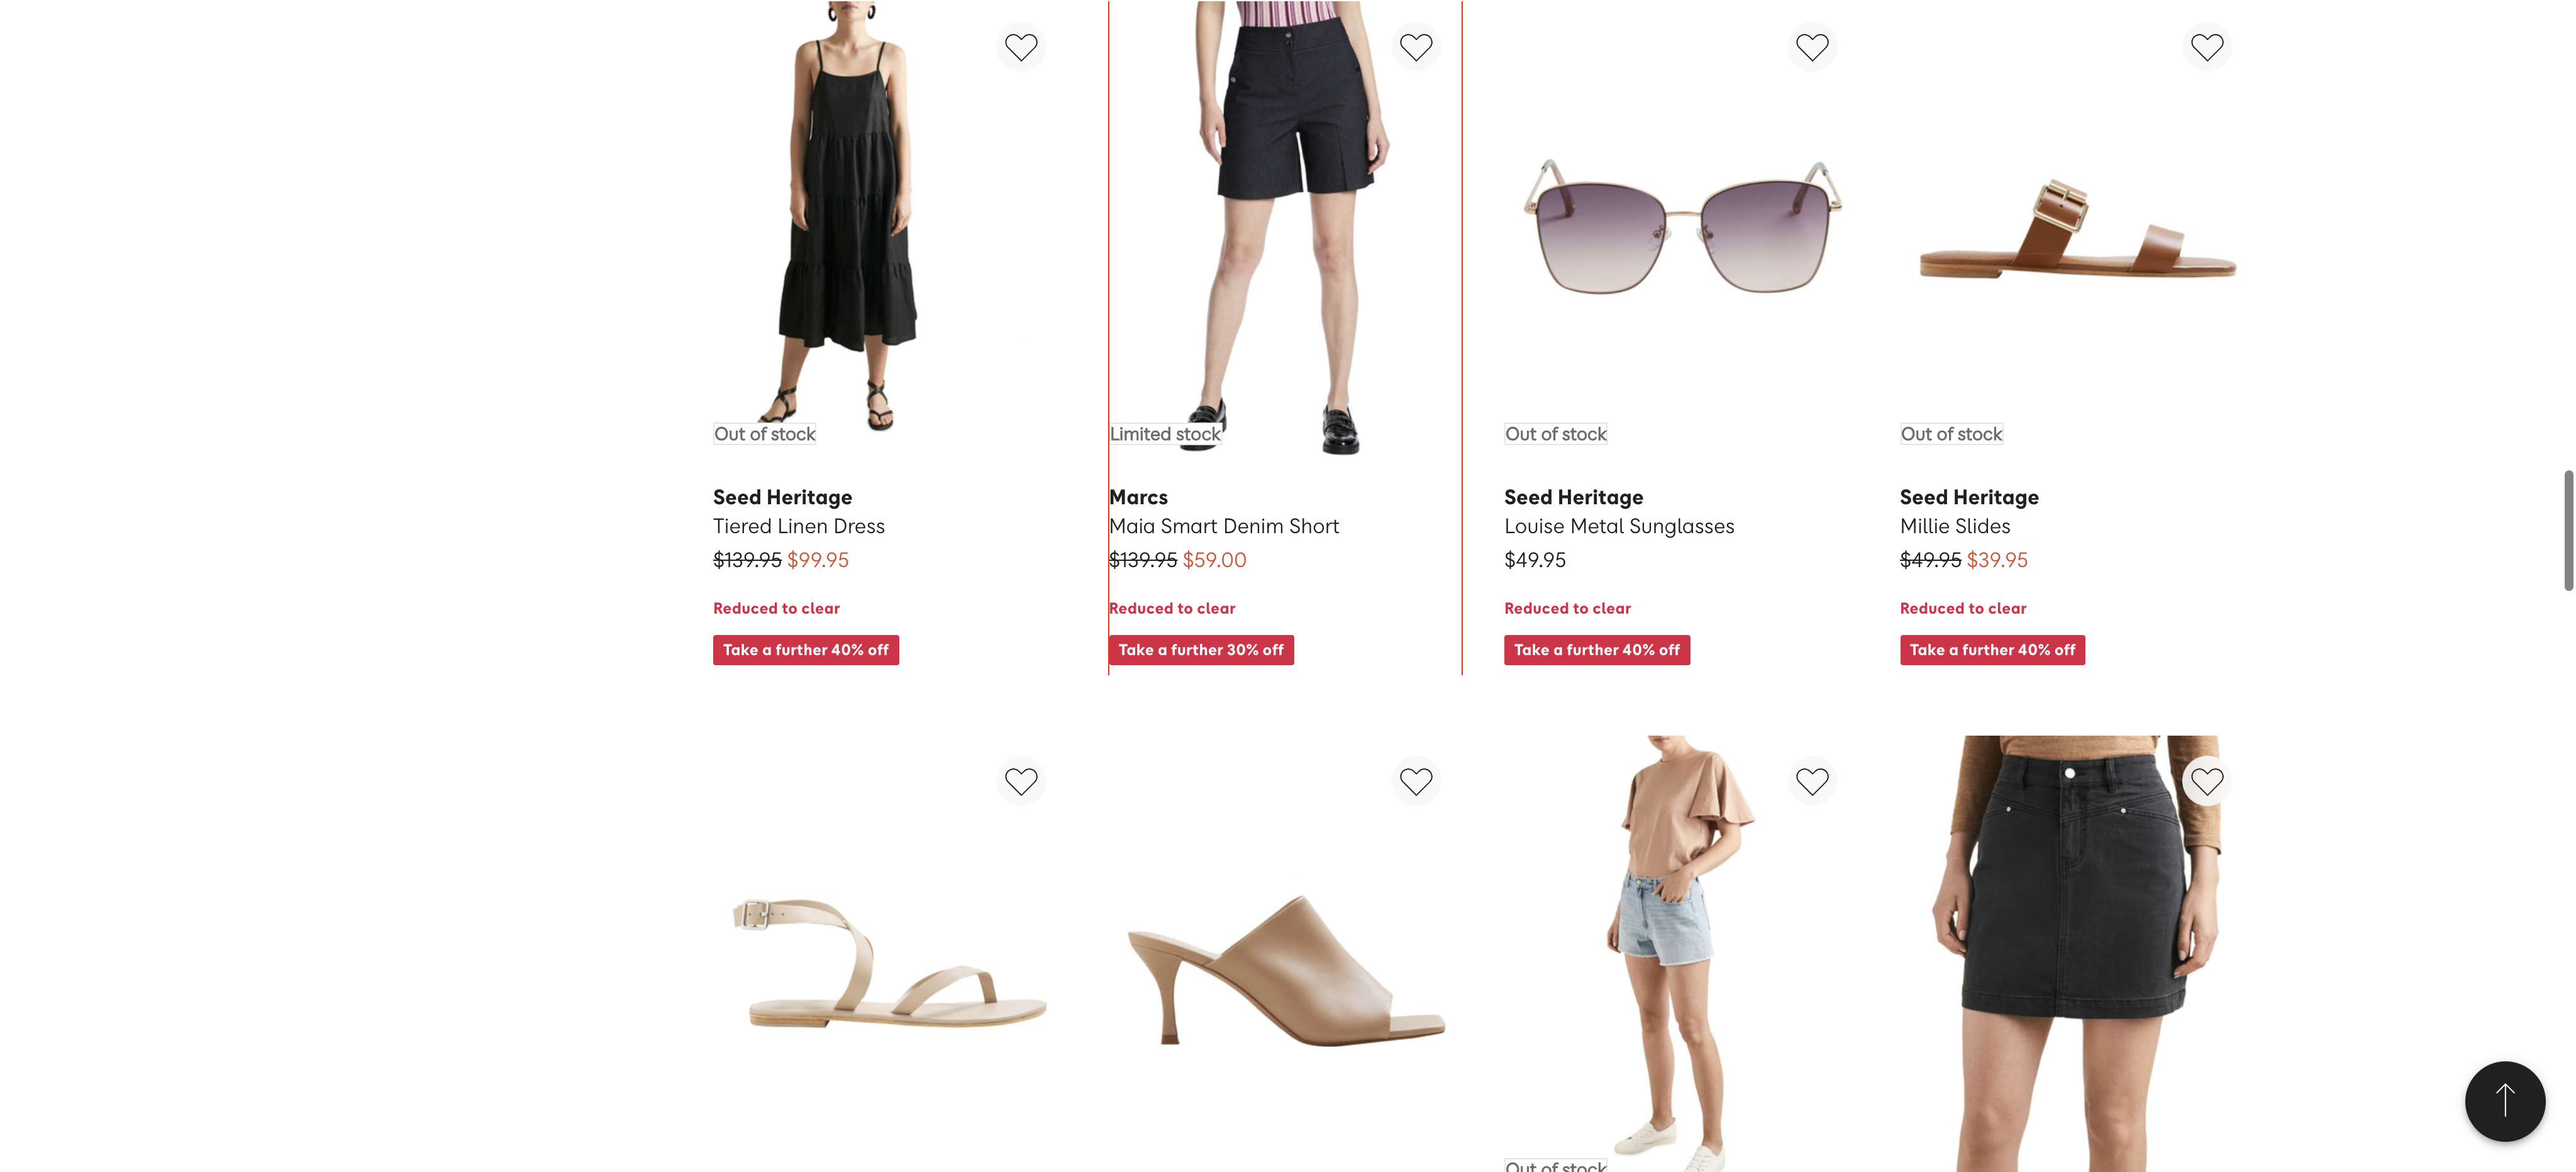 Out of stock
Seed Heritage
Tiered Linen Dress
$139.95 $99.95
Reduced to clear
Take a further 40% off
Limited stock
Marcs
Maia Smart Denim Short
$139.95 $59.00
Reduced to clear
Take a further 30% off
Out of stock
Seed Heritage
Louise Metal Sunglasses
$49.95
Reduced to clear
Take a further 40% off
Out of stock
Seed Heritage
Millie Slides
$49.95 $39.95
Reduced to clear
Take a further 40% off
Out of stock